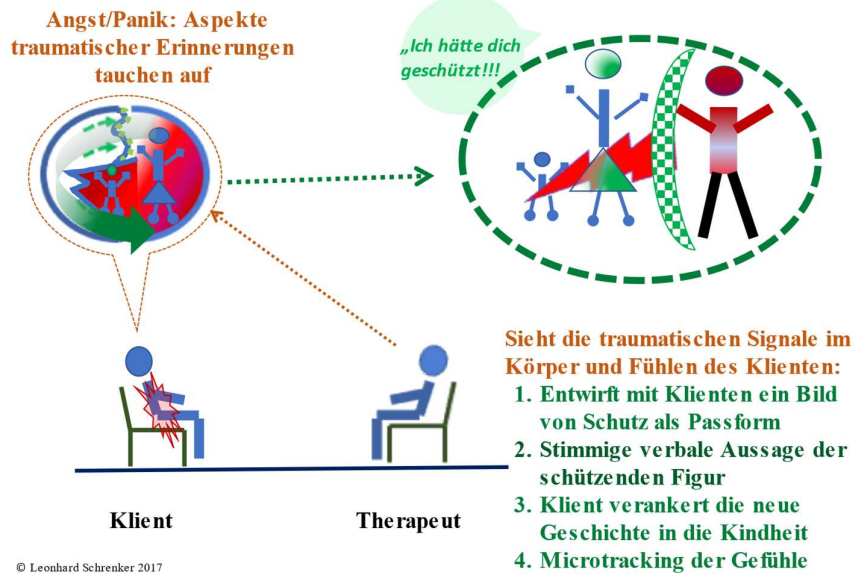 Angst/Panik: Aspekte
traumatischer Erinnerungen
tauchen auf
„Ich hätte dich
geschützt!!!
Sieht die traumatischen Signale im
Körper und Fühlen des Klienten:
1. Entwirft mit Klienten ein Bild
von Schutz als Passform
2. Stimmige verbale Aussage der
schützenden Figur
3. Klient verankert die neue
Geschichte in die Kindheit
4. Microtracking der Gefühle
Klient
Therapeut
© Leonhard Schrenker 2017